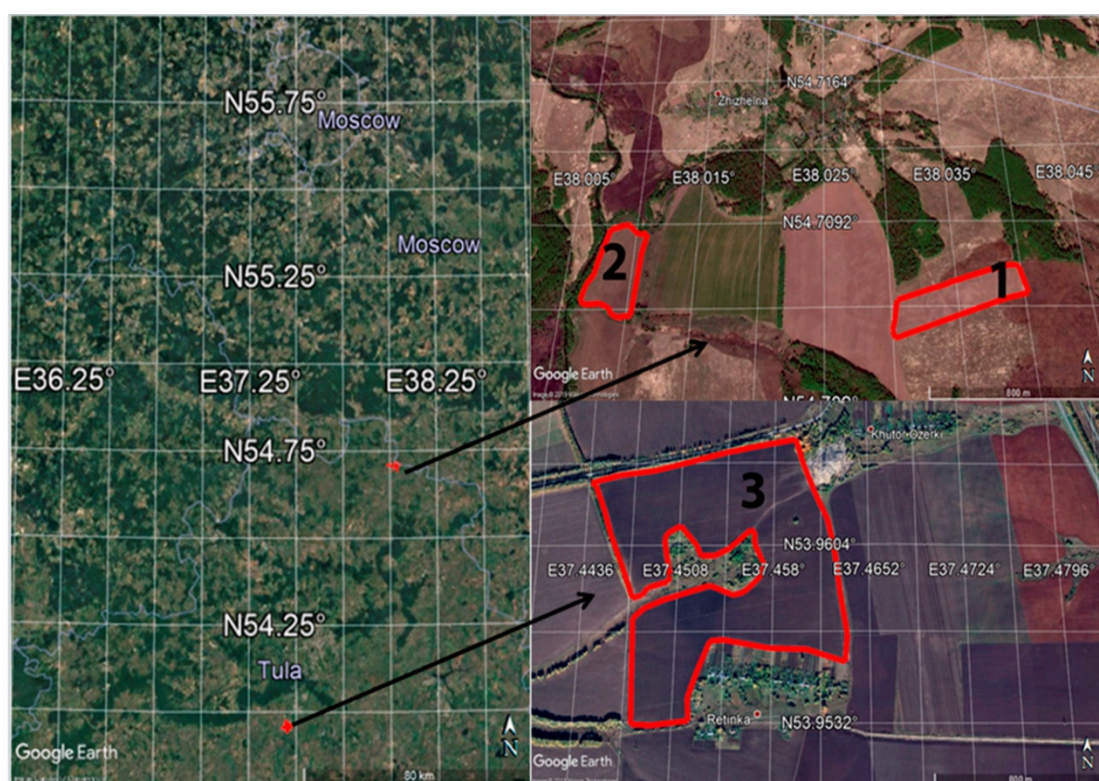 N55.75°
Moscow
Moscow
N55.25°
E36.25°
E37.25°
E38.25°
N54.75°
N54.25°
Tula
Google Earth
N
80 km
N54.7164°
Zhizhelna
E38.005°
E38.015°
E38.025°
E38.035°
E38.045
N54.7092°
2
1
N
Google Earth
800 m
Khutor Ozerki
3
N53.9604°
E37.4436
E37.4508
E37.458°
E37.4652°
E37.4724°
E37.4796°
Retinka
N53.9532°
N
Google Earth
800 m